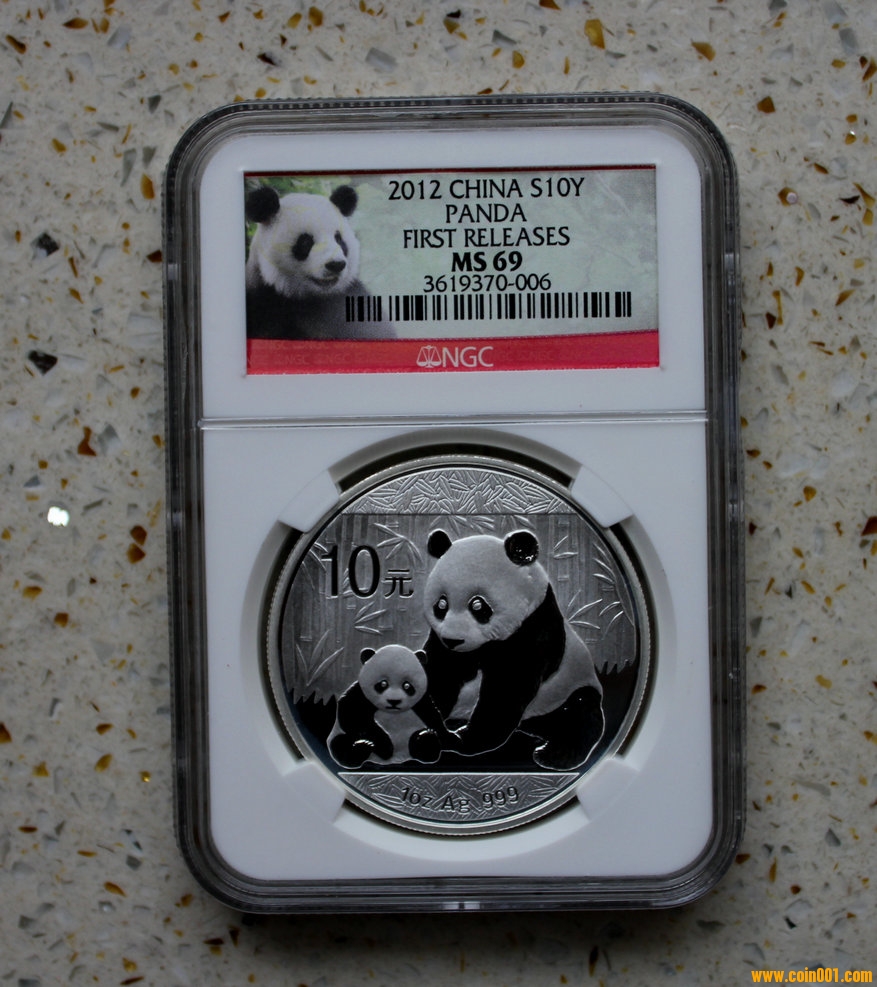 2012 CHINA S10Y
PANDA
FIRST RELEASES
MS 69
3619370-006
NGC
10元
1oz Ag 999
www.coin001.com